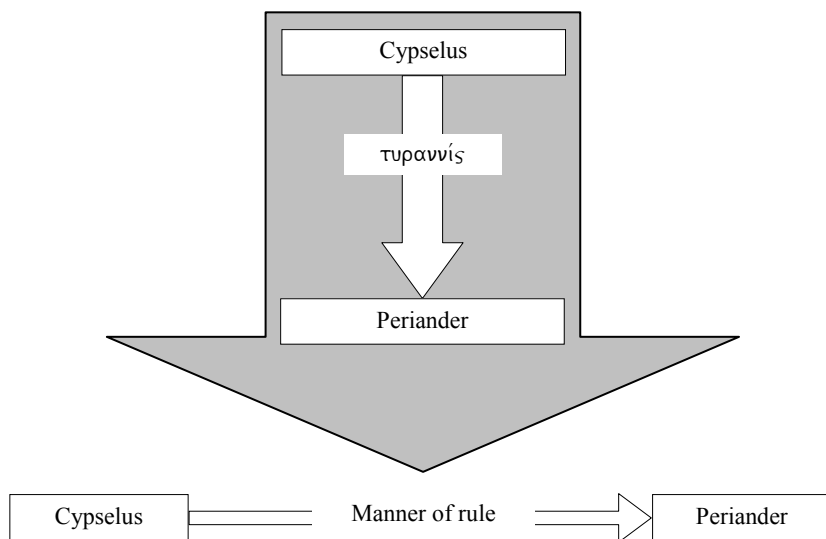 Cypselus
τυραννίς
Periander
Cypselus Manner of rule Periander